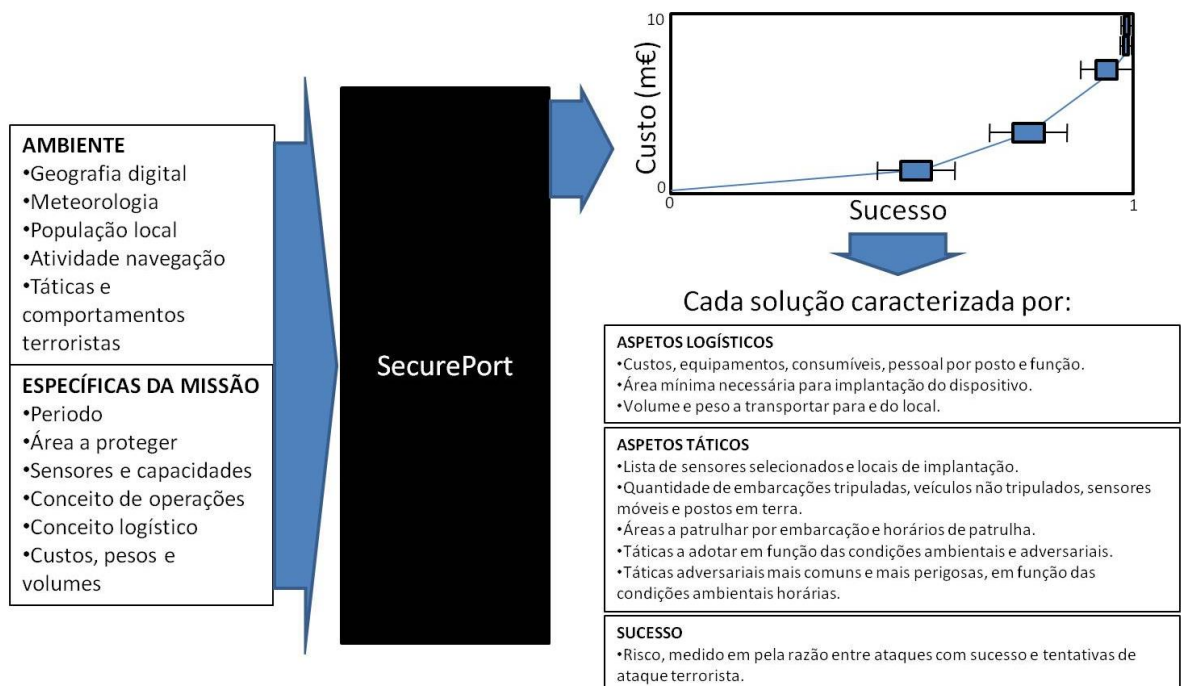 AMBIENTE
•Geografia digital
•Meteorologia
•População local
•Atividade navegação
•Táticas e
comportamentos
terroristas
ESPECÍFICAS DA MISSÃO
•Periodo
•Área a proteger
•Sensores e capacidades
•Conceito de operações
•Conceito logístico
•Custos, pesos e
volumes
SecurePort
10
Custo (m€)
0
0
Sucesso
1
Cada solução caracterizada por:
ASPETOS LOGÍSTICOS
•Custos, equipamentos, consumíveis, pessoal por posto e função.
•Área mínima necessária para implantação do dispositivo.
•Volume e peso a transportar para e do local.
ASPETOS TÁTICOS
•Lista de sensores selecionados e locais de implantação.
•Quantidade de embarcações tripuladas, veículos não tripulados, sensores
móveis e postos em terra.
•Áreas a patrulhar por embarcação e horários de patrulha.
•Táticas a adotar em função das condições ambientais e adversariais.
•Táticas adversariais mais comuns e mais perigosas, em função das
condições ambientais horárias.
SUCESSO
•Risco, medido em pela razão entre ataques com sucesso e tentativas de
ataque terrorista.